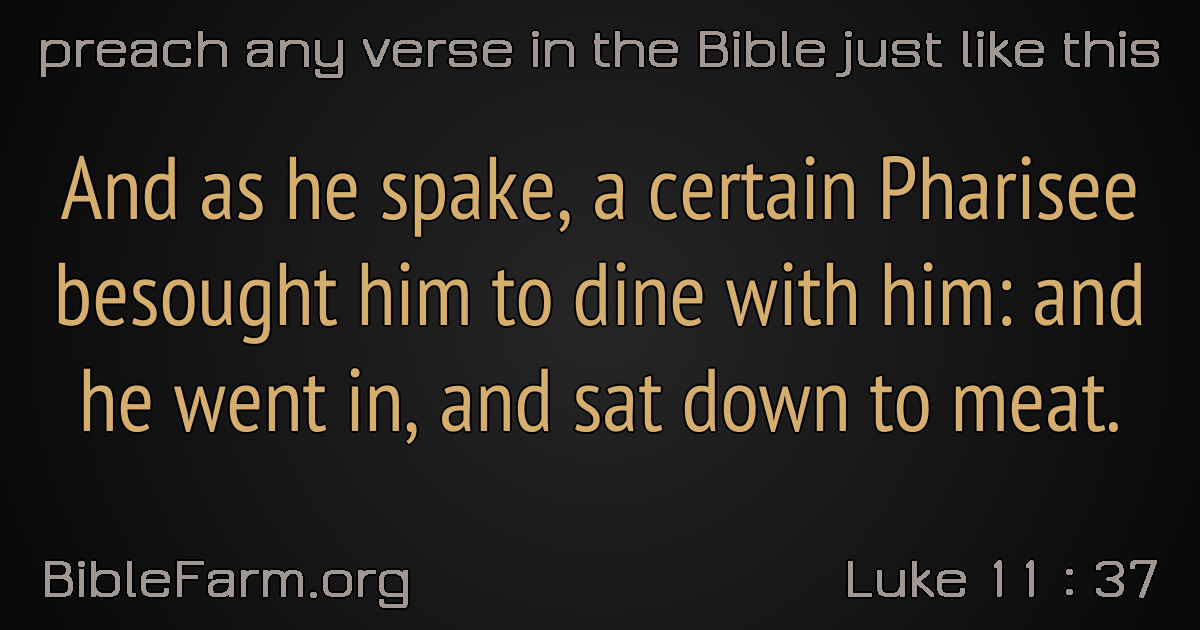 preach any verse in the Bible just like this
And as he spake, a certain Pharisee
besought him to dine with him: and
he went in, and sat down to meat.
BibleFarm.org
Luke 11 : 37